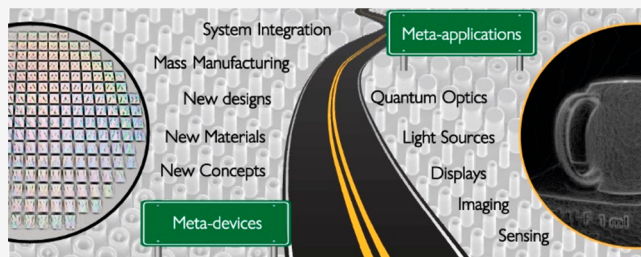 System Integration
Mass Manufacturing
New designs
New Materials
New Concepts
Meta-devices
Meta-applications
Quantum Optics
Light Sources
Displays
Imaging
Sensing